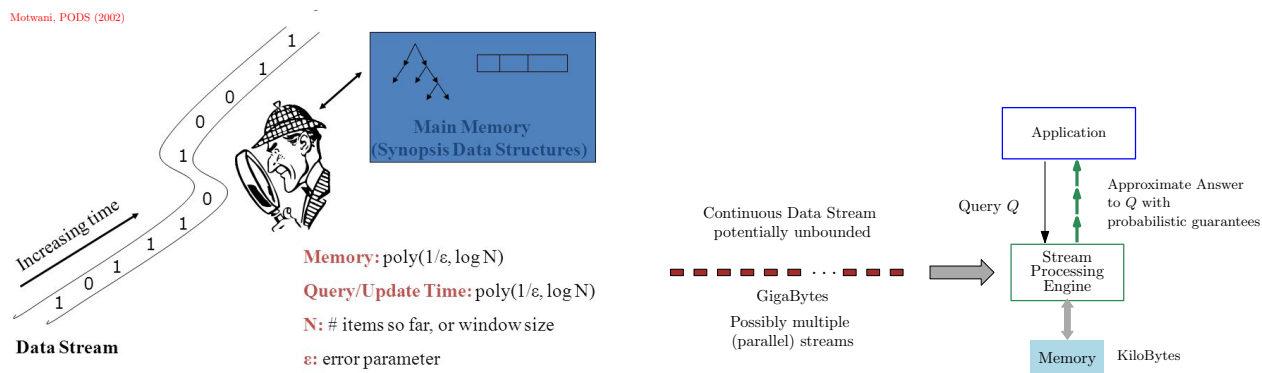 Motwani, PODS (2002)
1
1
0
0
1
0
1
1
1
0
1
Increasing time
Data Stream
Main Memory
(Synopsis Data Structures)
Memory: poly(1/ε, log N)
Query/Update Time: poly(1/ε, log N)
N: # items so far, or window size
ε: error parameter
Continuous Data Stream
potentially unbounded
. . .
GigaBytes
Possibly multiple
(parallel) streams
Application
Query Q
Approximate Answer
to Q with
probabilistic guarantees
Stream
Processing
Engine
Memory
KiloBytes